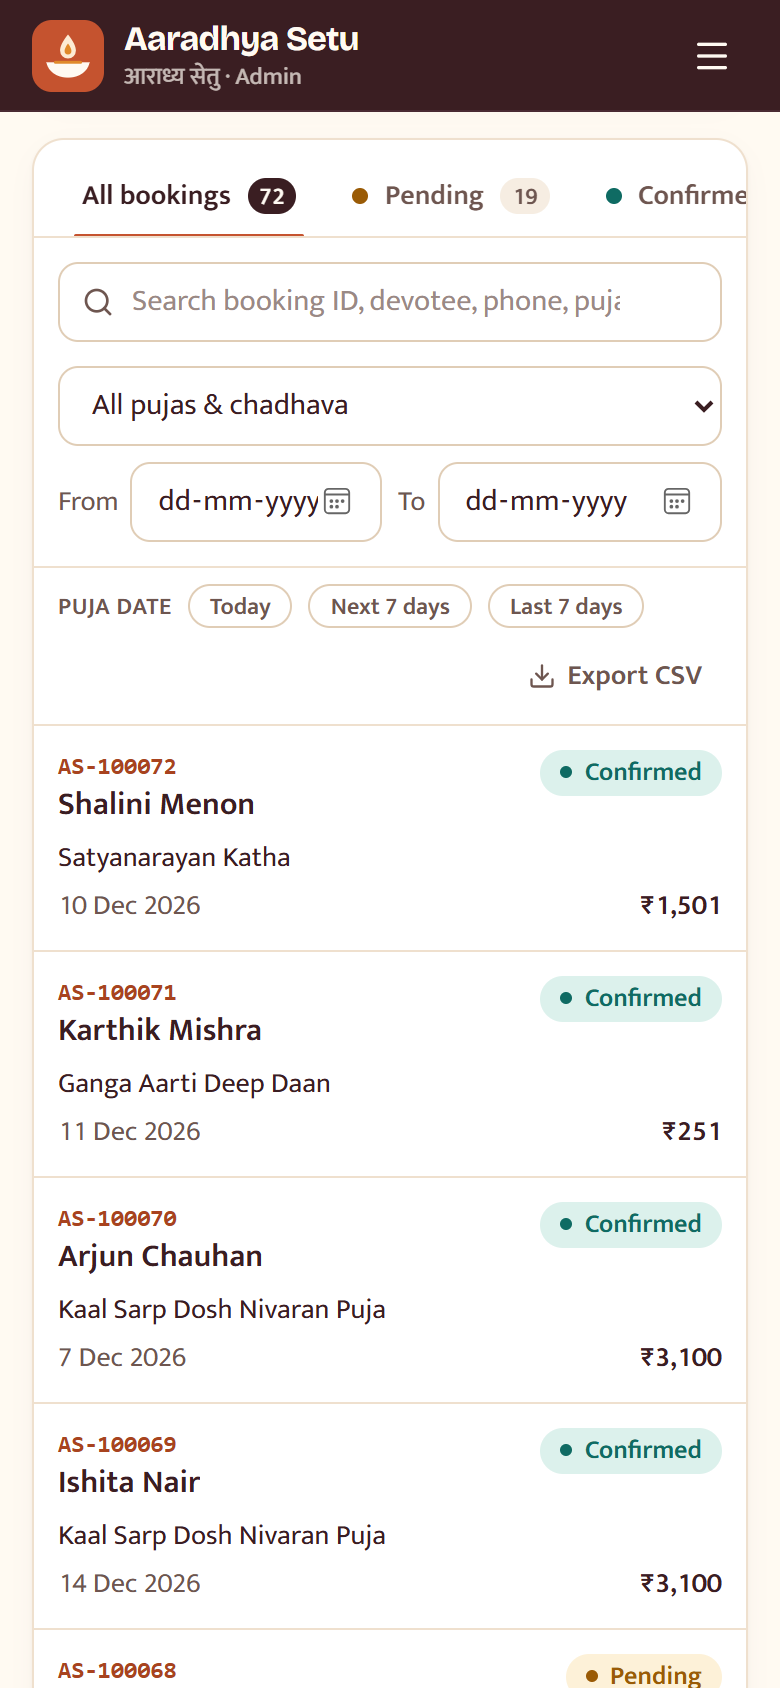 Aaradhya Setu
आराध्य सेतु · Admin
All bookings 72 Pending 19 Confirme
Search booking ID, devotee, phone, puja
All pujas & chadhava
From dd-mm-yyyy To dd-mm-yyyy
PUJA DATE Today Next 7 days Last 7 days
Export CSV
AS-100072 Confirmed
Shalini Menon
Satyanarayan Katha
10 Dec 2026 ₹1,501
AS-100071 Confirmed
Karthik Mishra
Ganga Aarti Deep Daan
11 Dec 2026 ₹251
AS-100070 Confirmed
Arjun Chauhan
Kaal Sarp Dosh Nivaran Puja
7 Dec 2026 ₹3,100
AS-100069 Confirmed
Ishita Nair
Kaal Sarp Dosh Nivaran Puja
14 Dec 2026 ₹3,100
AS-100068 Pending